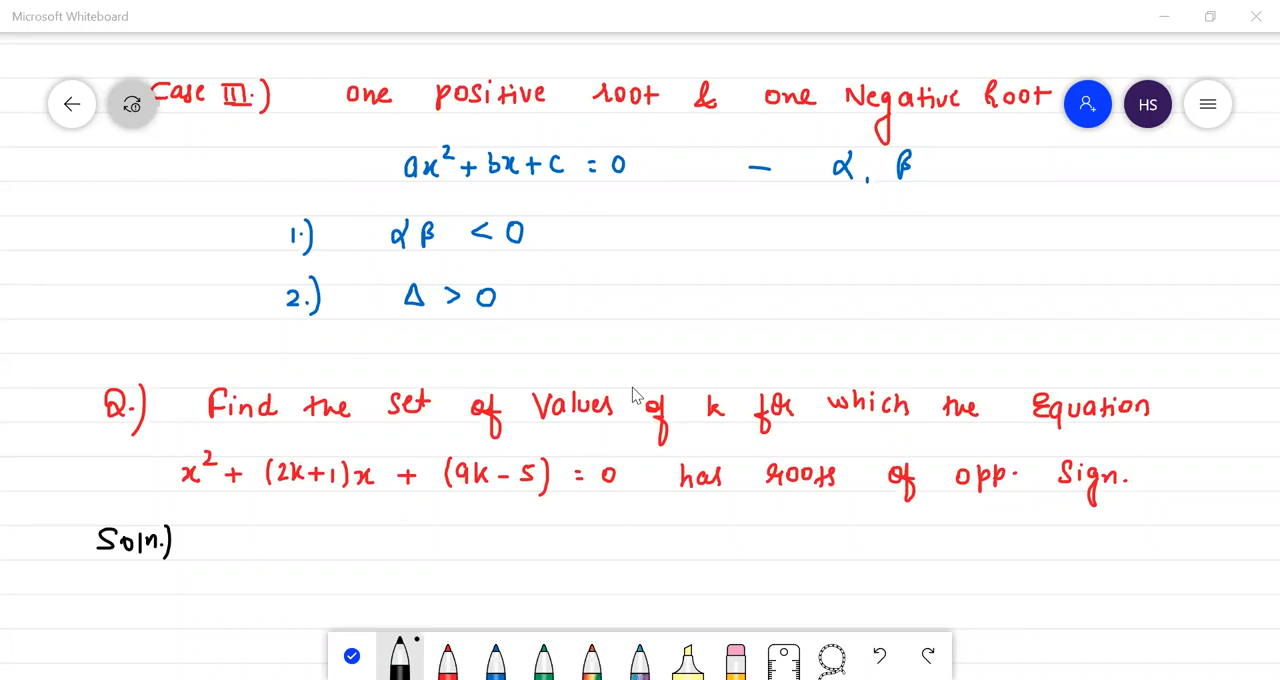 Microsoft Whiteboard
Case III.) one positive root & one Negative Root
HS
ax² + bx + c = 0 — α, β
1.) αβ < 0
2.) Δ > 0
Q.) Find the set of Values of k for which the Equation
x² + (2k+1)x + (9k-5) = 0 has roots of opp. Sign.
Soln.)